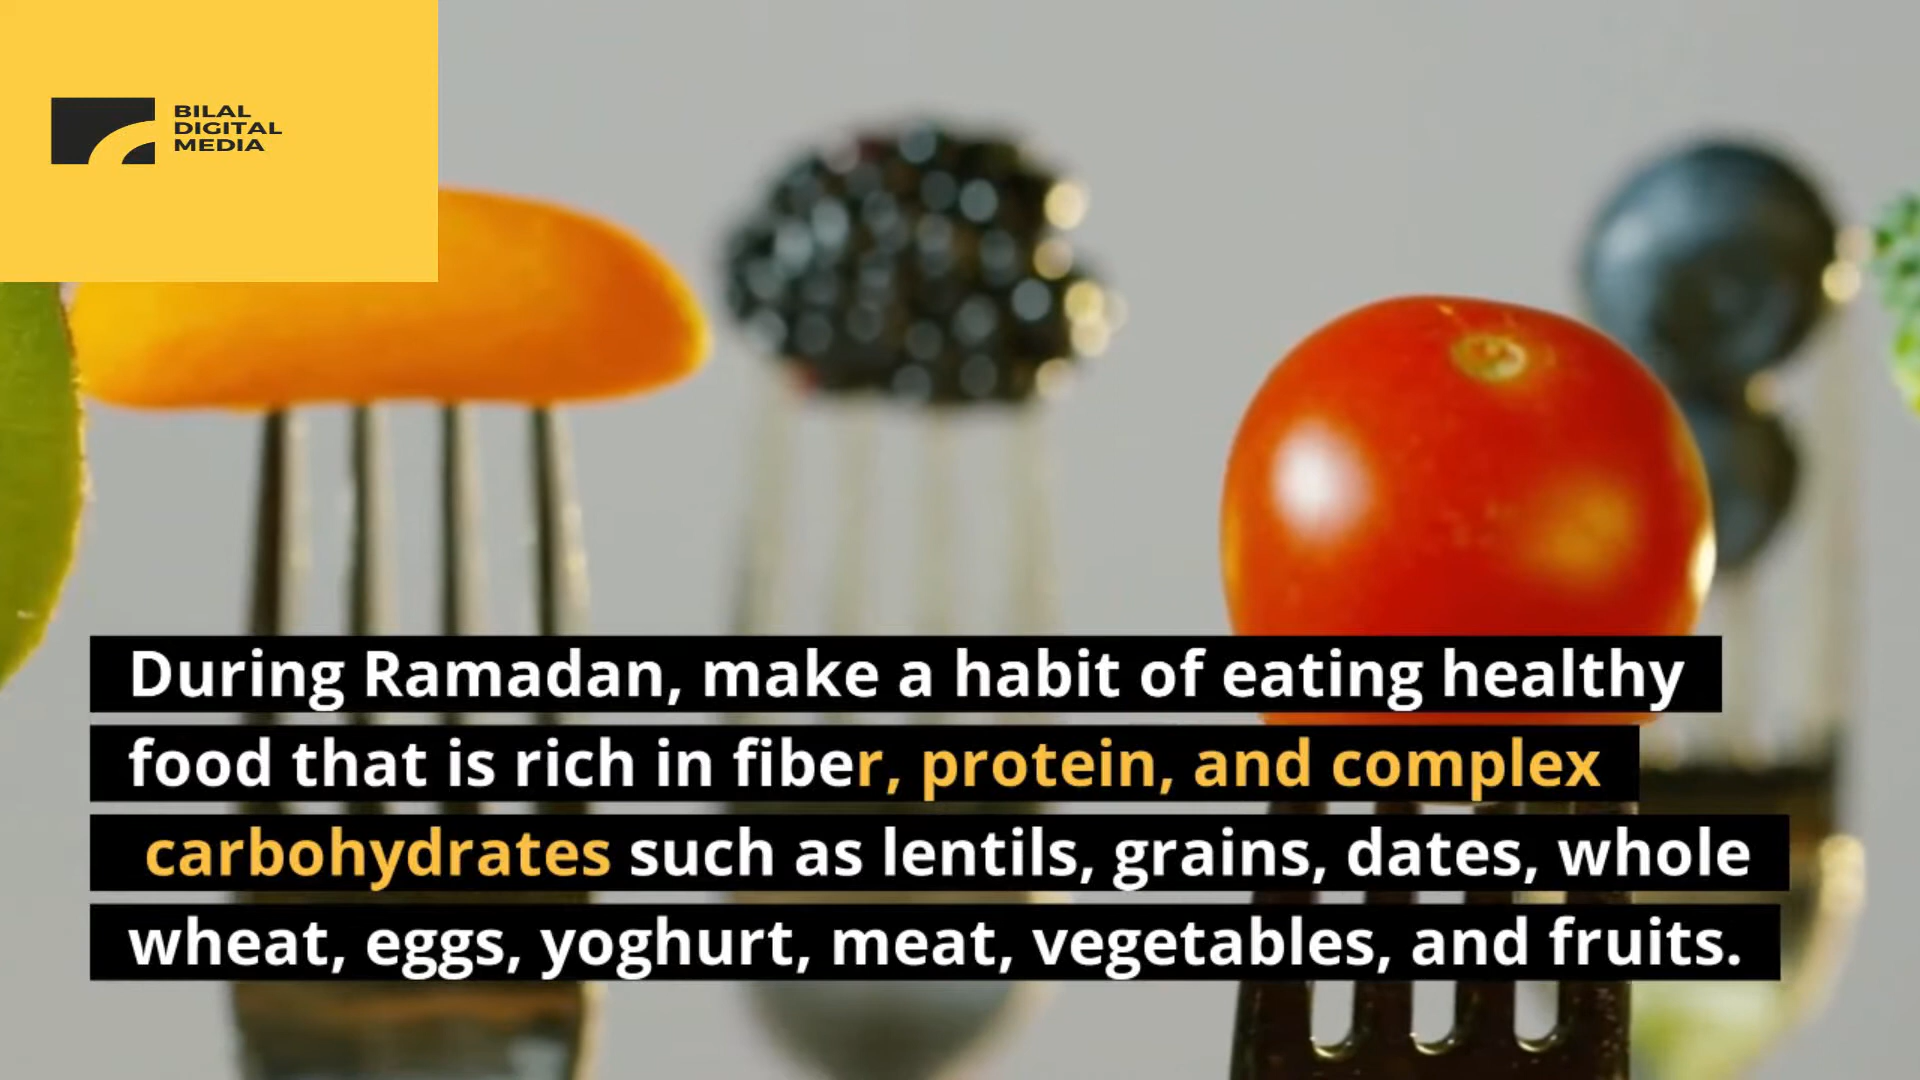 BILAL
DIGITAL
MEDIA
During Ramadan, make a habit of eating healthy
food that is rich in fiber, protein, and complex
carbohydrates such as lentils, grains, dates, whole
wheat, eggs, yoghurt, meat, vegetables, and fruits.